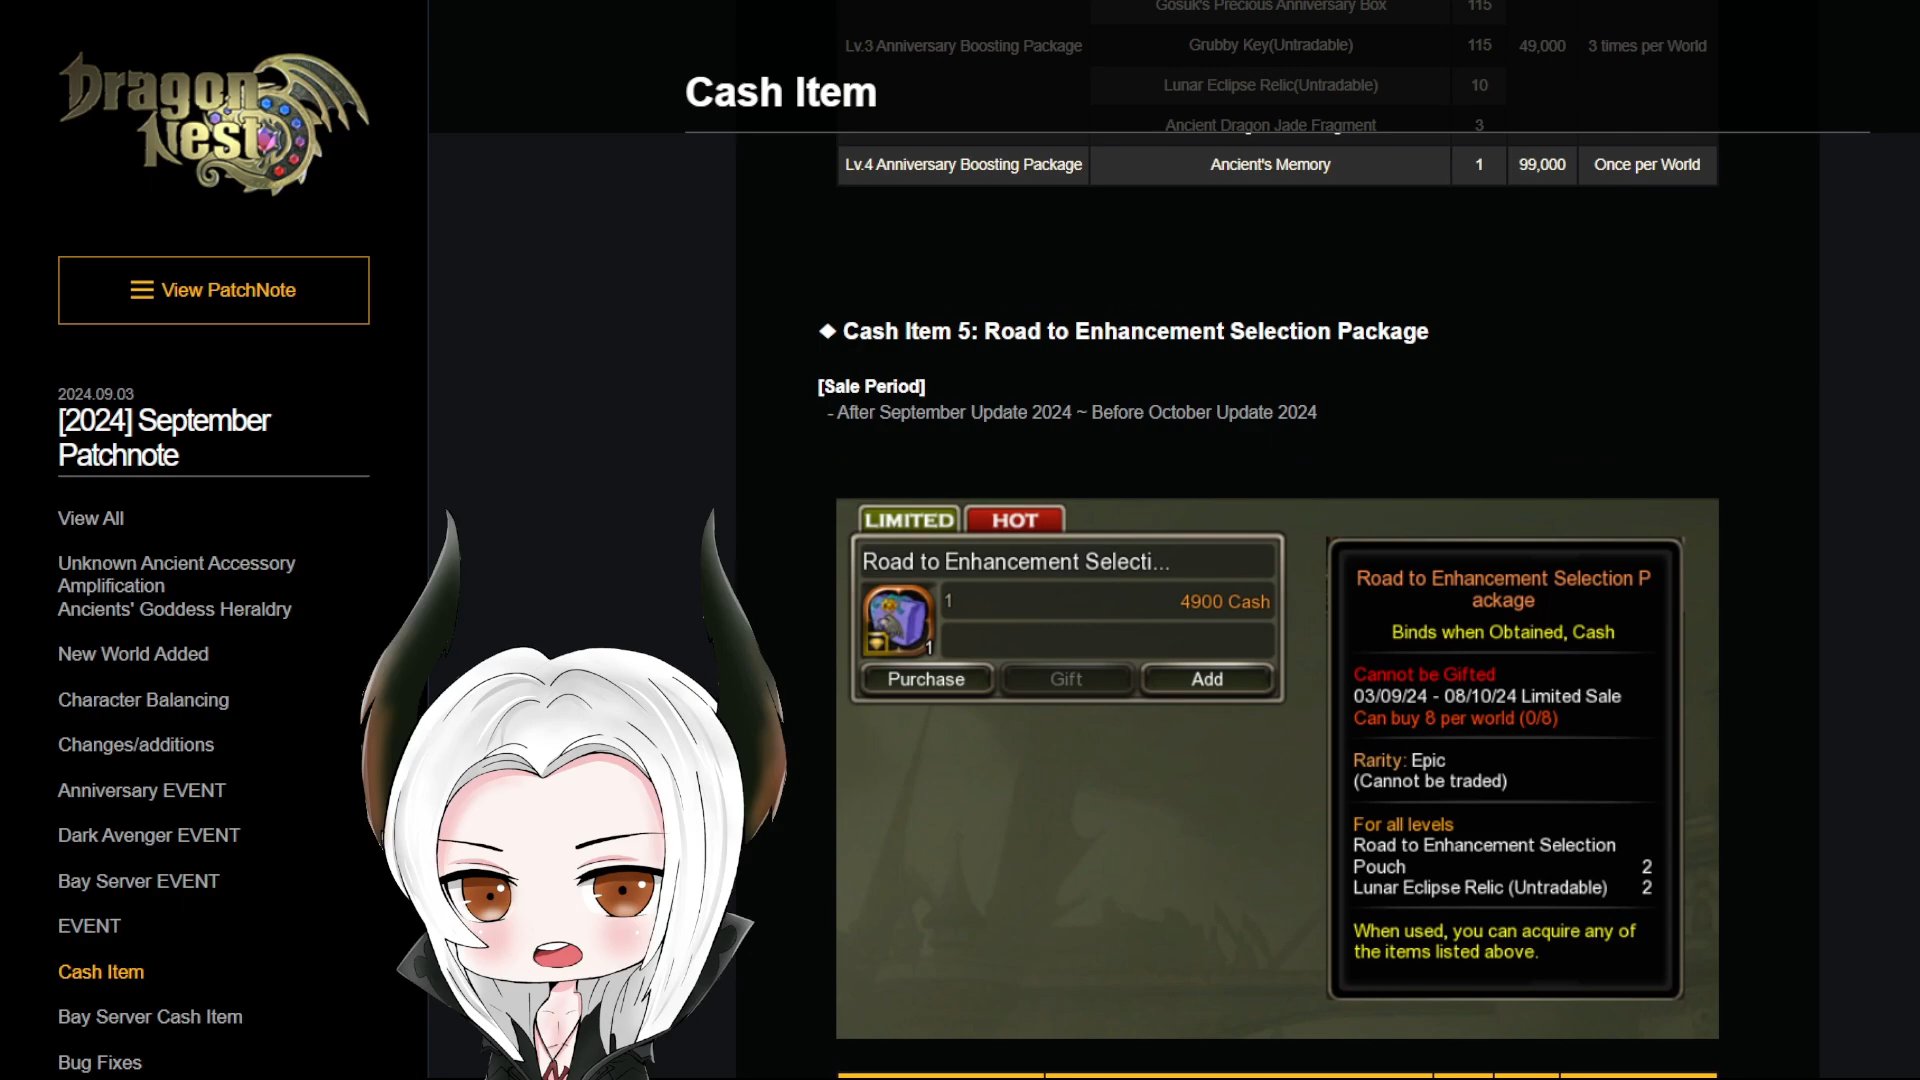 Dragon
Nest
View PatchNote
2024.09.03
[2024] September
Patchnote
View All
Unknown Ancient Accessory
Amplification
Ancients' Goddess Heraldry
New World Added
Character Balancing
Changes/additions
Anniversary EVENT
Dark Avenger EVENT
Bay Server EVENT
EVENT
Cash Item
Bay Server Cash Item
Bug Fixes
Cash Item
Gosuk's Precious Anniversary Box 115
Lv.3 Anniversary Boosting Package Grubby Key(Untradable) 115 49,000 3 times per World
Lunar Eclipse Relic(Untradable) 10
Ancient Dragon Jade Fragment 3
Lv.4 Anniversary Boosting Package Ancient's Memory 1 99,000 Once per World
❖ Cash Item 5: Road to Enhancement Selection Package
[Sale Period]
- After September Update 2024 ~ Before October Update 2024
LIMITED HOT
Road to Enhancement Selecti...
1 4900 Cash
1
Purchase Gift Add
Road to Enhancement Selection P
ackage
Binds when Obtained, Cash
Cannot be Gifted
03/09/24 - 08/10/24 Limited Sale
Can buy 8 per world (0/8)
Rarity: Epic
(Cannot be traded)
For all levels
Road to Enhancement Selection
Pouch 2
Lunar Eclipse Relic (Untradable) 2
When used, you can acquire any of
the items listed above.